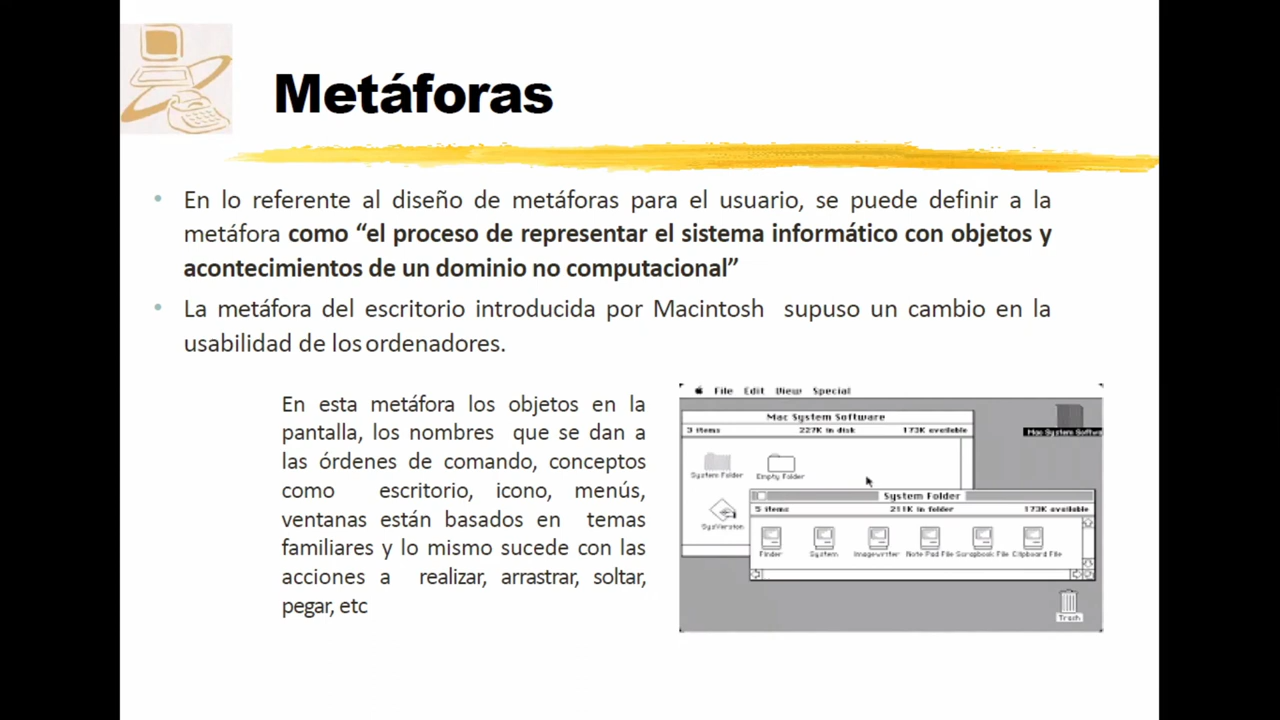 Metáforas
• En lo referente al diseño de metáforas para el usuario, se puede definir a la
metáfora como “el proceso de representar el sistema informático con objetos y
acontecimientos de un dominio no computacional”
• La metáfora del escritorio introducida por Macintosh supuso un cambio en la
usabilidad de los ordenadores.
En esta metáfora los objetos en la
pantalla, los nombres que se dan a
las órdenes de comando, conceptos
como escritorio, icono, menús,
ventanas están basados en temas
familiares y lo mismo sucede con las
acciones a realizar, arrastrar, soltar,
pegar, etc
File Edit View Special
Mac System Software
3 items 227K in disk 173K available
Mac System Softwa
System Folder Empty Folder
SysVersion
System Folder
5 items 211K in folder 173K available
Finder System Imagewriter Note Pad File Scrapbook File Clipboard File
Trash